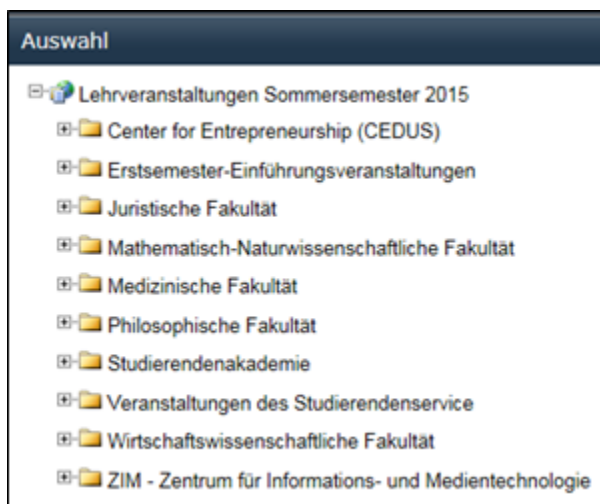 Auswahl
Lehrveranstaltungen Sommersemester 2015
Center for Entrepreneurship (CEDUS)
Erstsemester-Einführungsveranstaltungen
Juristische Fakultät
Mathematisch-Naturwissenschaftliche Fakultät
Medizinische Fakultät
Philosophische Fakultät
Studierendenakademie
Veranstaltungen des Studierendenservice
Wirtschaftswissenschaftliche Fakultät
ZIM - Zentrum für Informations- und Medientechnologie